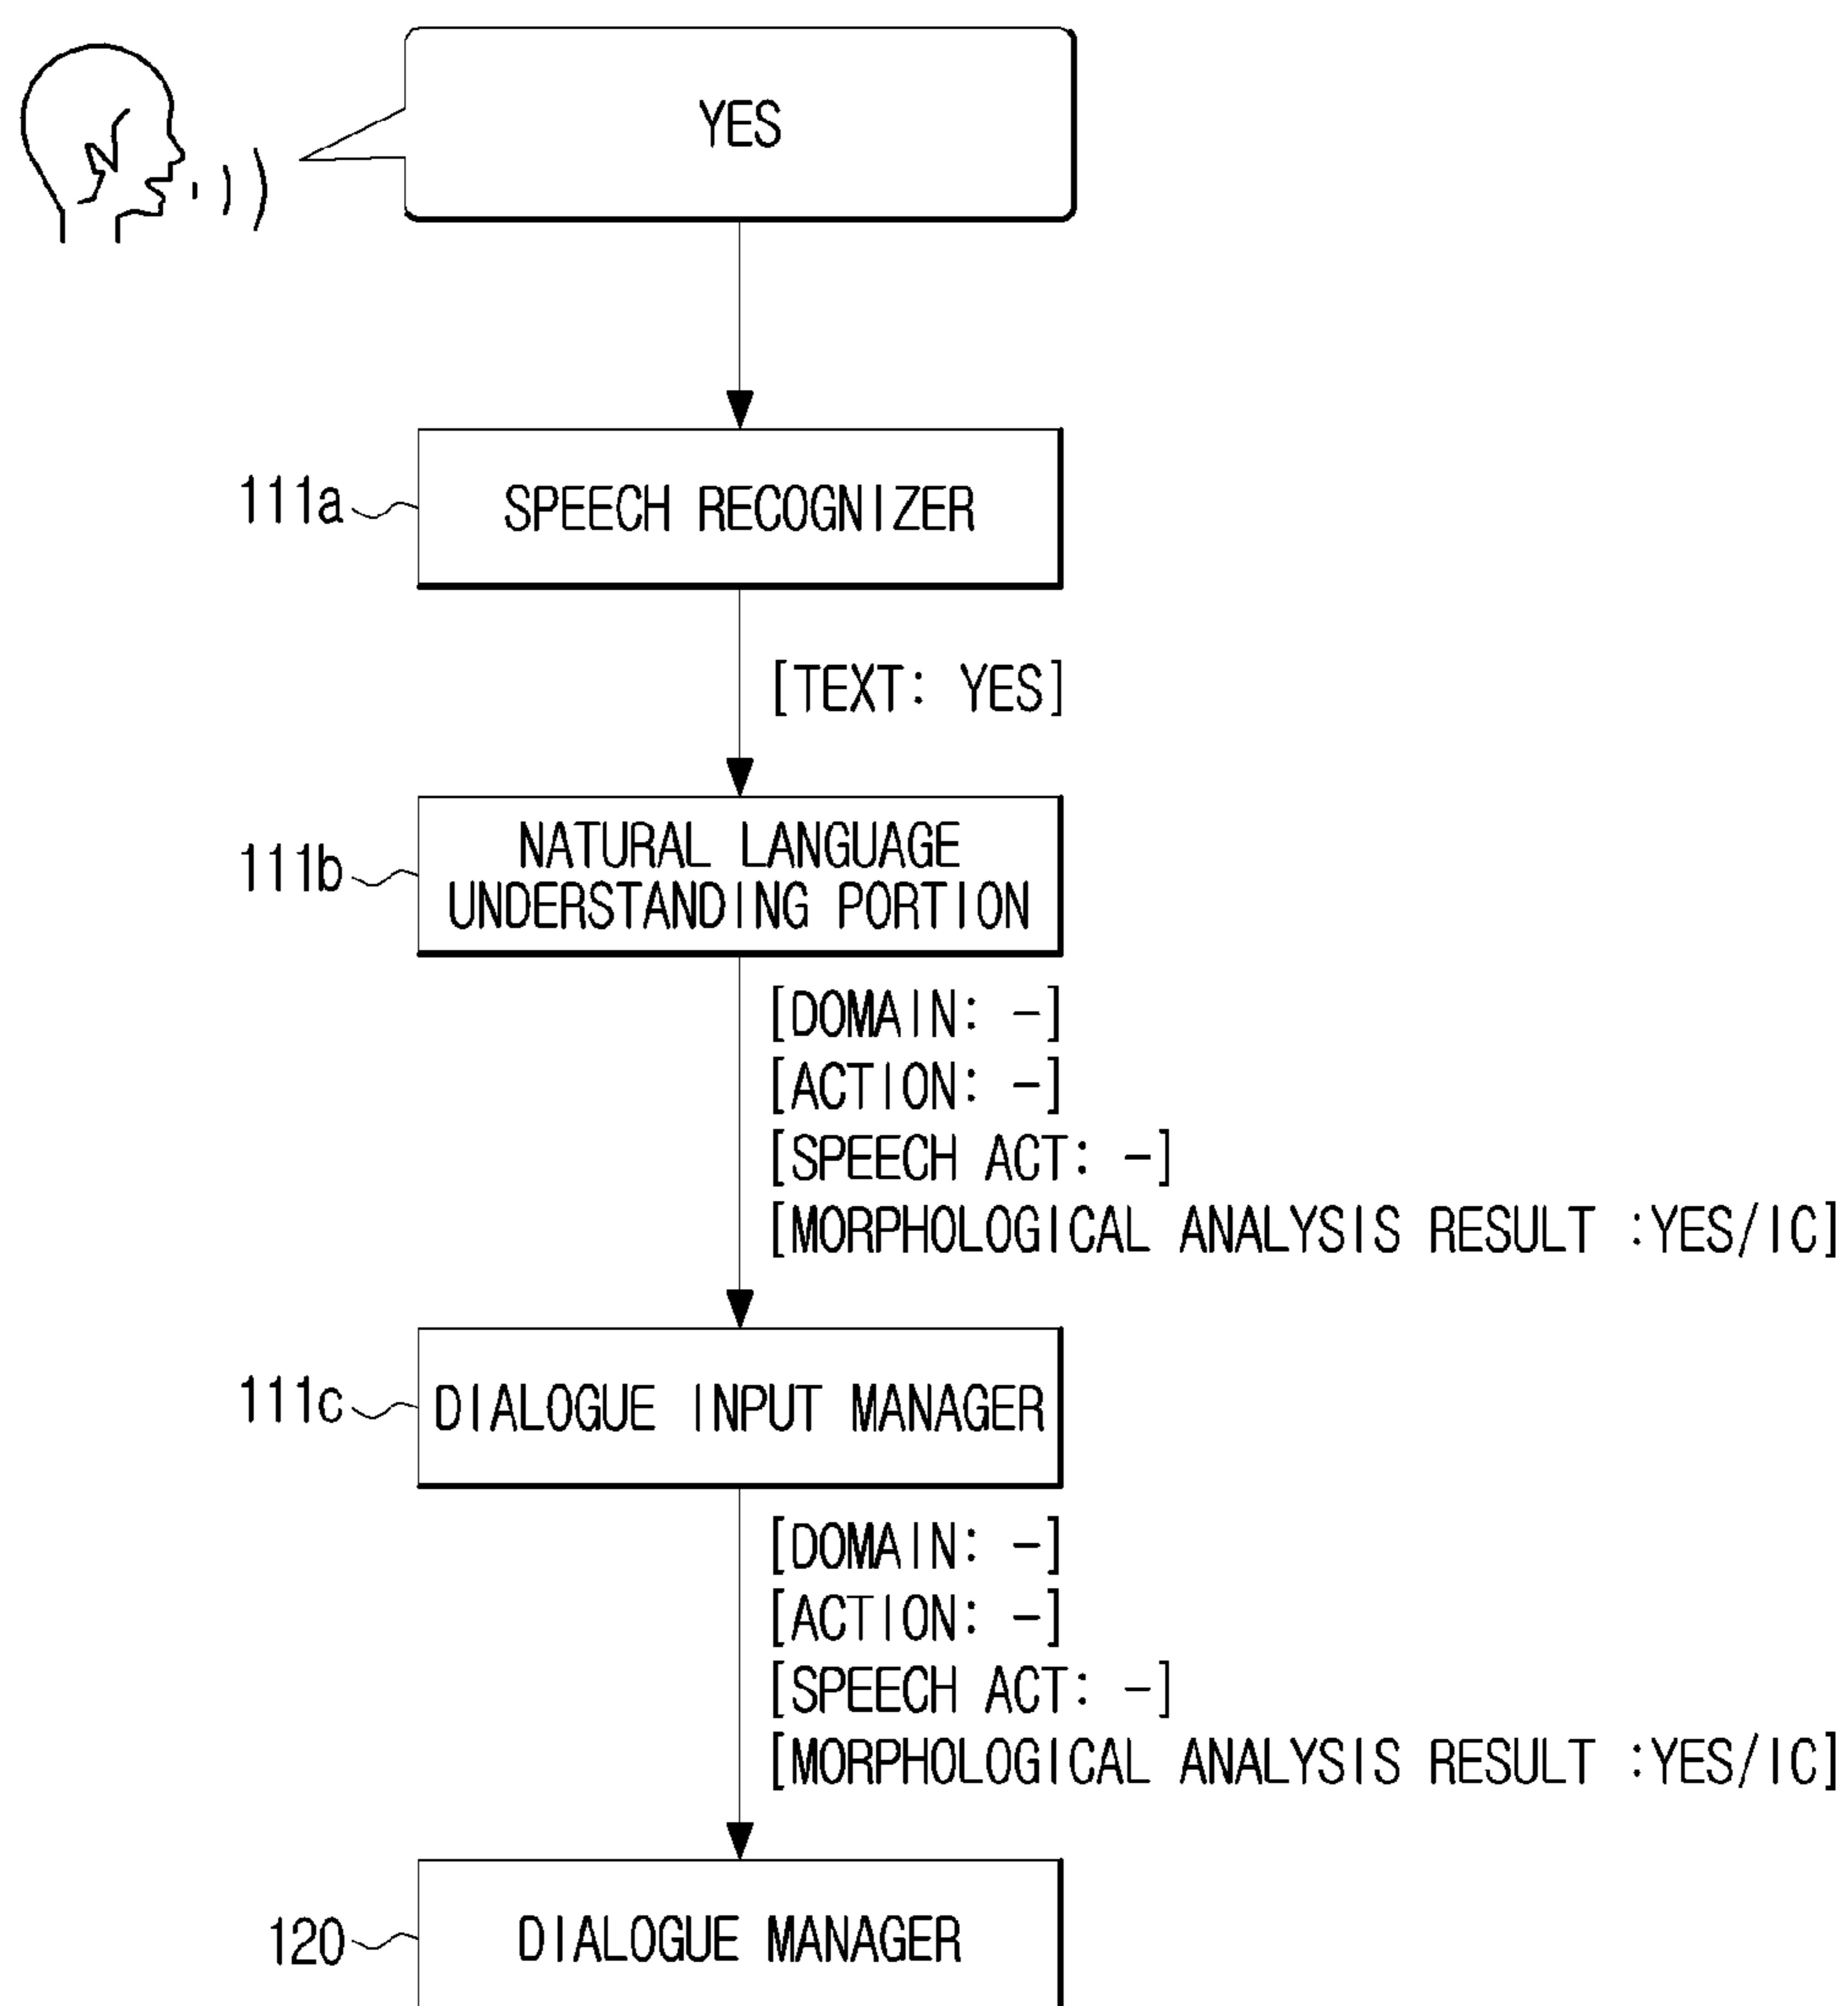 YES
111a
SPEECH RECOGNIZER
[TEXT: YES]
111b
NATURAL LANGUAGE
UNDERSTANDING PORTION
[DOMAIN: -]
[ACTION: -]
[SPEECH ACT: -]
[MORPHOLOGICAL ANALYSIS RESULT :YES/IC]
111c
DIALOGUE INPUT MANAGER
[DOMAIN: -]
[ACTION: -]
[SPEECH ACT: -]
[MORPHOLOGICAL ANALYSIS RESULT :YES/IC]
120
DIALOGUE MANAGER